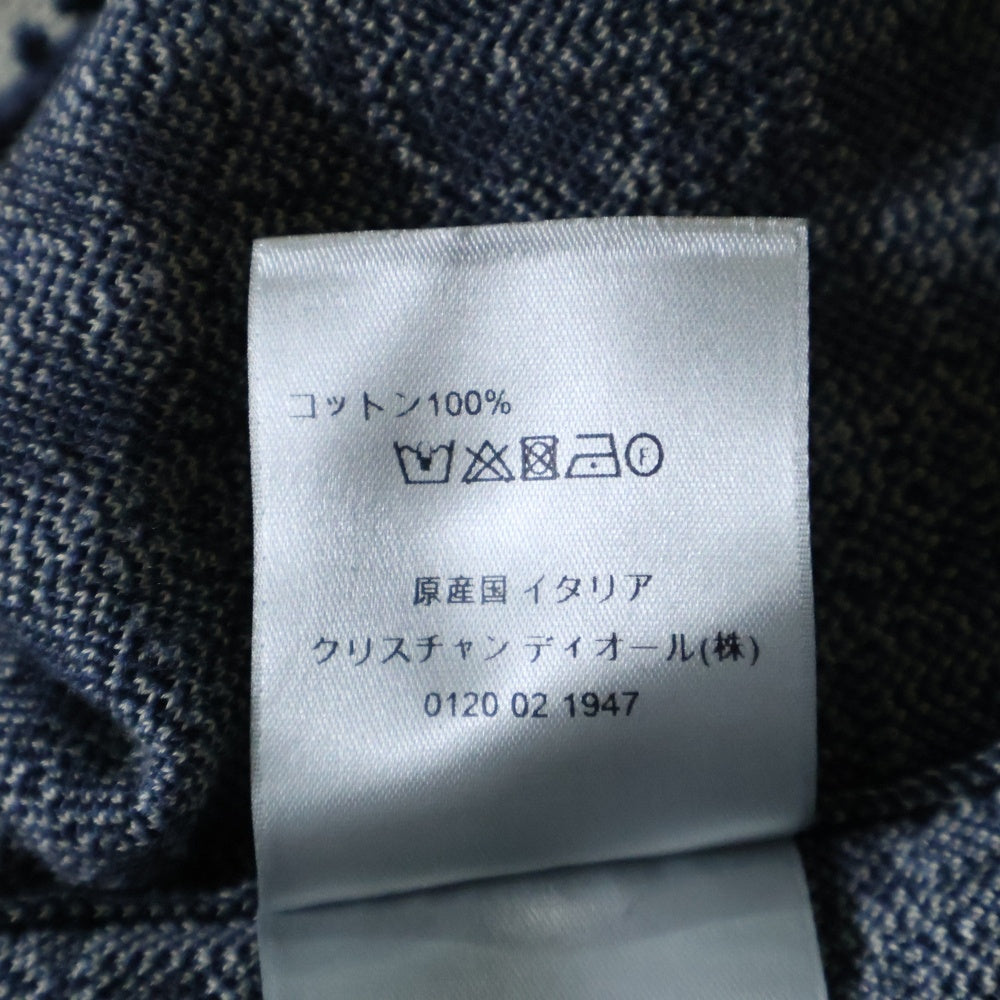 コットン100%
F
原産国 イタリア
クリスチャン ディオール(株)
0120 02 1947